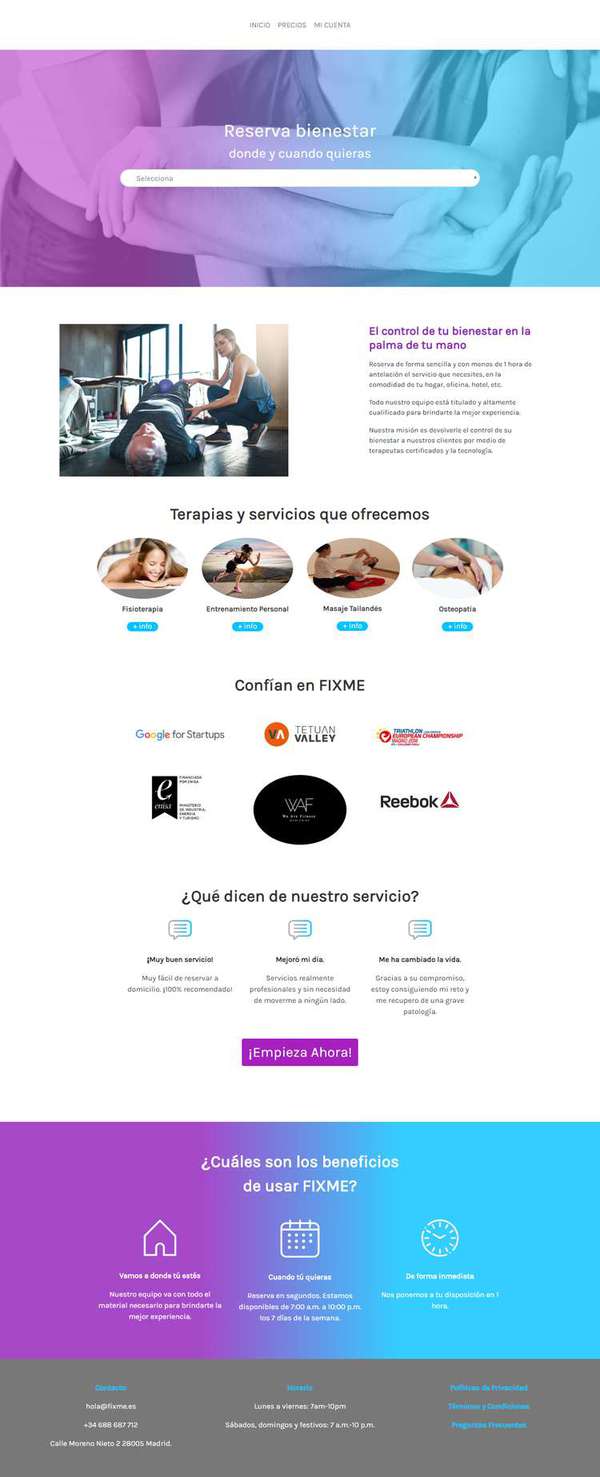 INICIO PRECIOS MI CUENTA
Reserva bienestar
donde y cuando quieras
Selecciona
El control de tu bienestar en la
palma de tu mano
Reserva de forma sencilla y con menos de 1 hora de
antelación el servicio que necesites, en la
comodidad de tu hogar, oficina, hotel, etc.
Todo nuestro equipo está titulado y altamente
cualificado para brindarte la mejor experiencia.
Nuestra misión es devolverle el control de su
bienestar a nuestros clientes por medio de
terapeutas certificados y la tecnología.
Terapias y servicios que ofrecemos
Fisioterapia
Entrenamiento Personal
Masaje Tailandés
Osteopatía
+ info
+ info
+ info
+ info
Confían en FIXME
Google for Startups
TETUAN
VALLEY
TRIATHLON
EUROPEAN CHAMPIONSHIP
FINANCIADA
POR ENISA
enisa
MINISTERIO
DE INDUSTRIA,
ENERGÍA
Y TURISMO
WAF
We Are Fitness
Reebok
¿Qué dicen de nuestro servicio?
¡Muy buen servicio!
Muy fácil de reservar a
domicilio. ¡100% recomendado!
Mejoró mi día.
Servicios realmente
profesionales y sin necesidad
de moverme a ningún lado.
Me ha cambiado la vida.
Gracias a su compromiso,
estoy consiguiendo mi reto y
me recupero de una grave
patología.
¡Empieza Ahora!
¿Cuáles son los beneficios
de usar FIXME?
Vamos a donde tú estés
Nuestro equipo va con todo el
material necesario para brindarte la
mejor experiencia.
Cuando tú quieras
Reserva en segundos. Estamos
disponibles de 7:00 a.m. a 10:00 p.m.
los 7 días de la semana.
De forma inmediata
Nos ponemos a tu disposición en 1
hora.
Contacto
hola@fixme.es
+34 688 687 712
Calle Moreno Nieto 2 28005 Madrid.
Horario
Lunes a viernes: 7am-10pm
Sábados, domingos y festivos: 7 a.m.-10 p.m.
Políticas de Privacidad
Términos y Condiciones
Preguntas Frecuentes